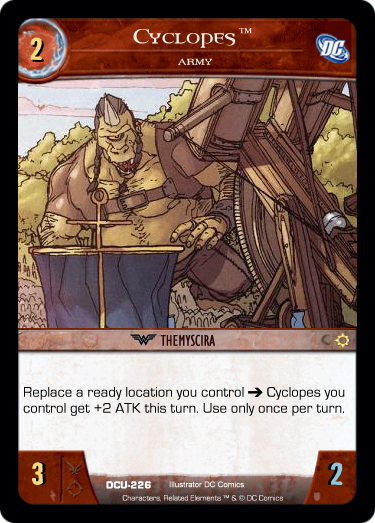 2
CYCLOPES™
ARMY
DC
THEMYSCIRA
Replace a ready location you control ➔ Cyclopes you
control get +2 ATK this turn. Use only once per turn.
3
DCU-226 Illustrator DC Comics
2
Characters, Related Elements ™ & © DC Comics